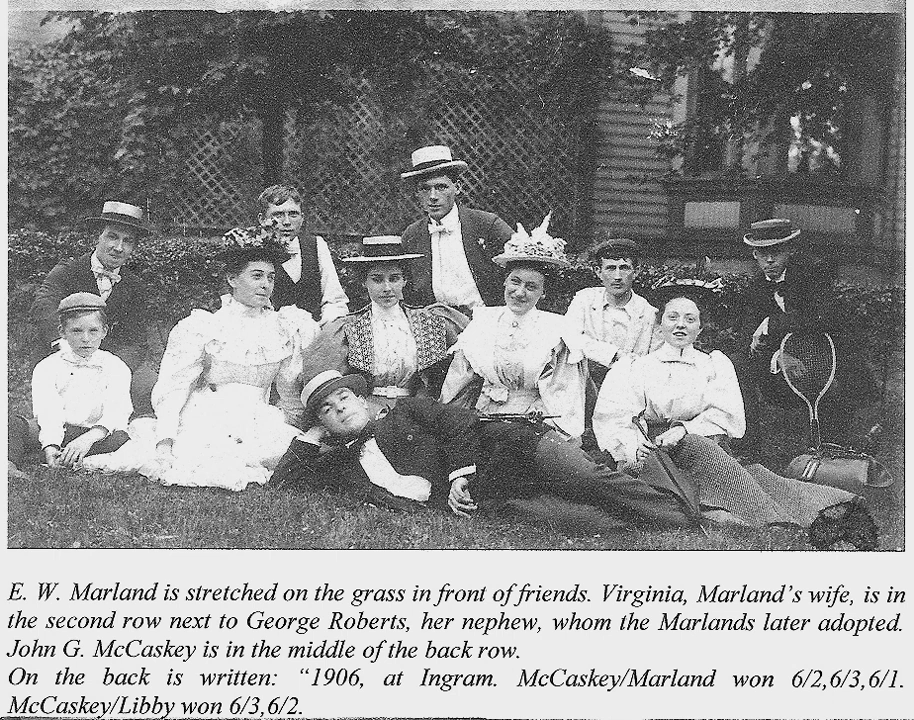 E. W. Marland is stretched on the grass in front of friends. Virginia, Marland's wife, is in
the second row next to George Roberts, her nephew, whom the Marlands later adopted.
John G. McCaskey is in the middle of the back row.
On the back is written: "1906, at Ingram. McCaskey/Marland won 6/2,6/3,6/1.
McCaskey/Libby won 6/3,6/2.